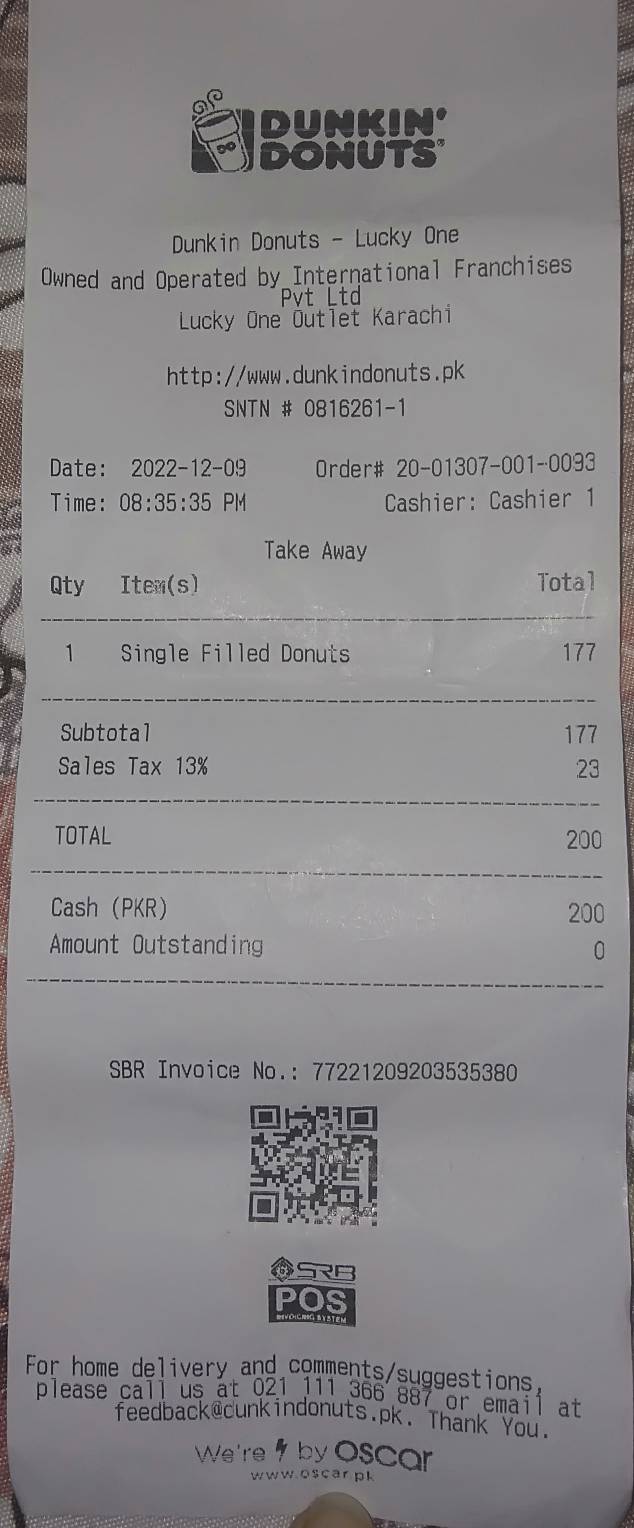 DUNKIN'
DONUTS®
Dunkin Donuts - Lucky One
Owned and Operated by International Franchises
Pvt Ltd
Lucky One Outlet Karachi
http://www.dunkindonuts.pk
SNTN # 0816261-1
Date: 2022-12-09 Order# 20-01307-001-0093
Time: 08:35:35 PM Cashier: Cashier 1
Take Away
Qty Item(s) Total
1 Single Filled Donuts 177
Subtotal 177
Sales Tax 13% 23
TOTAL 200
Cash (PKR) 200
Amount Outstanding 0
SBR Invoice No.: 77221209203535380
SRB
POS
INVOICING SYSTEM
For home delivery and comments/suggestions,
please call us at 021 111 366 887 or email at
feedback@dunkindonuts.pk. Thank You.
We're by OSCAR
www.oscar.pk